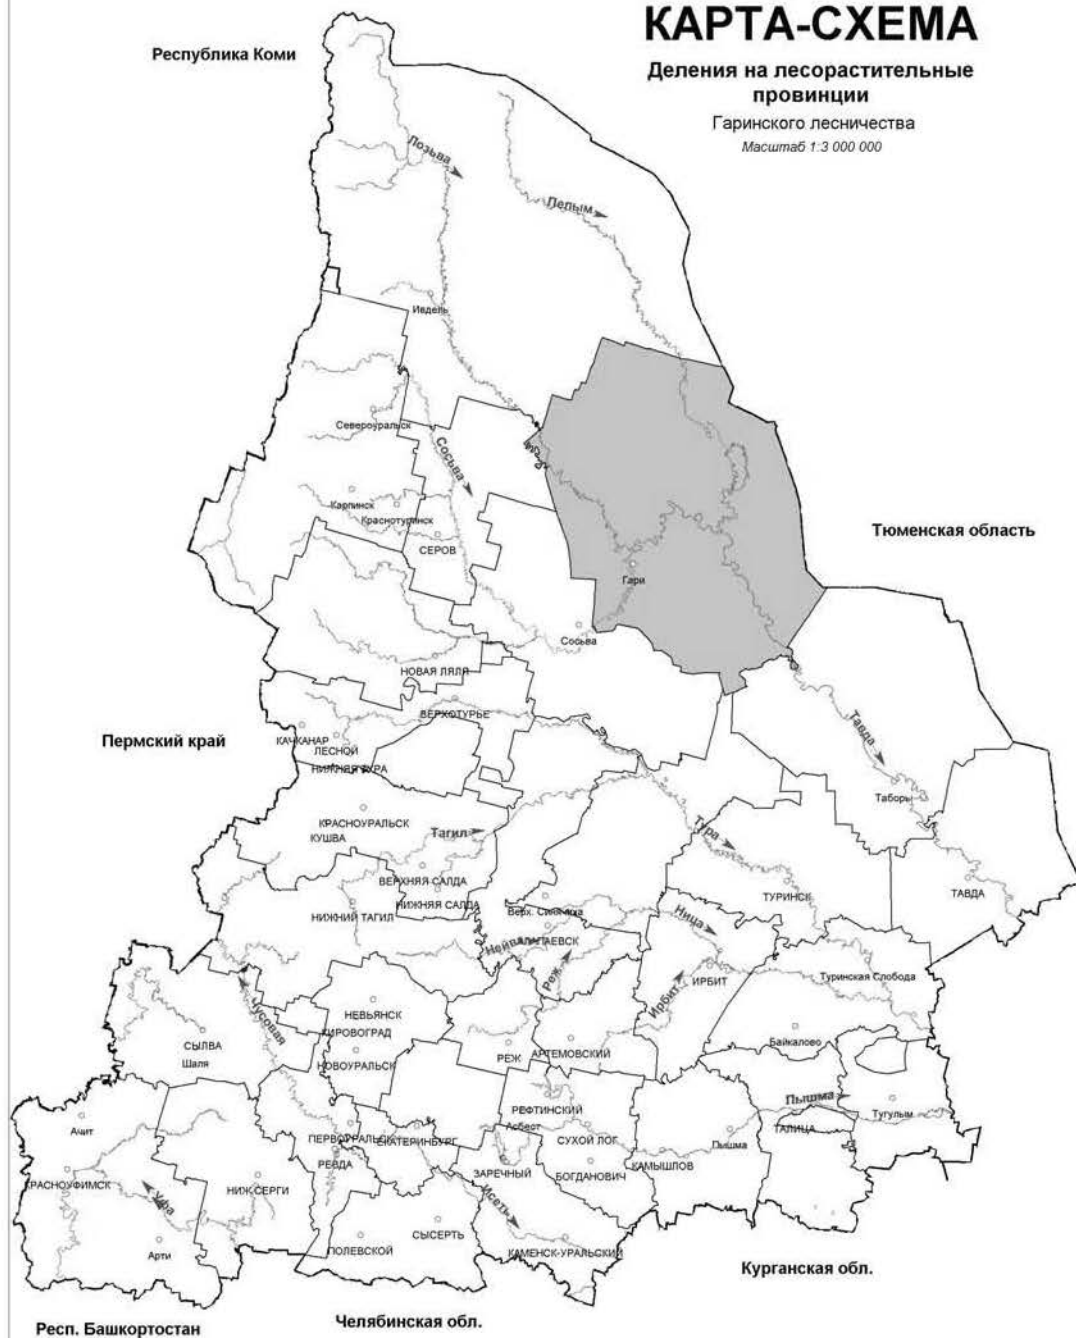 КАРТА-СХЕМА
Деления на лесорастительные
провинции
Гаринского лесничества
Масштаб 1:3 000 000
Республика Коми
Лозьва
Пелым
Ивдель
Североуральск
Сосьва
Карпинск
Краснотурьинск
СЕРОВ
Тюменская область
Гари
Сосьва
НОВАЯ ЛЯЛЯ
ВЕРХОТУРЬЕ
Пермский край
КАЧКАНАР
ЛЕСНОЙ
НИЖНЯЯ ТУРА
Тавда
Таборы
КРАСНОУРАЛЬСК
КУШВА
Тагил
Тура
ВЕРХНЯЯ САЛДА
НИЖНЯЯ САЛДА
НИЖНИЙ ТАГИЛ
Верх. Синячиха
ТУРИНСК
ТАВДА
Ница
Нейва
АЛАПАЕВСК
Реж
Ирбит
ИРБИТ
Туринская Слобода
Чусовая
НЕВЬЯНСК
КИРОВОГРАД
НОВОУРАЛЬСК
СЫЛВА
Шаля
РЕЖ
АРТЕМОВСКИЙ
Байкалово
Ачит
РЕФТИНСКИЙ
Асбест
СУХОЙ ЛОГ
Пышма
Тугулым
ТАЛИЦА
ПЕРВОУРАЛЬСК
ЕКАТЕРИНБУРГ
РЕВДА
ЗАРЕЧНЫЙ
БОГДАНОВИЧ
КАМЫШЛОВ
Пышма
КРАСНОУФИМСК
Уфа
НИЖ.СЕРГИ
Исеть
Арти
ПОЛЕВСКОЙ
СЫСЕРТЬ
КАМЕНСК-УРАЛЬСКИЙ
Курганская обл.
Челябинская обл.
Респ. Башкортостан